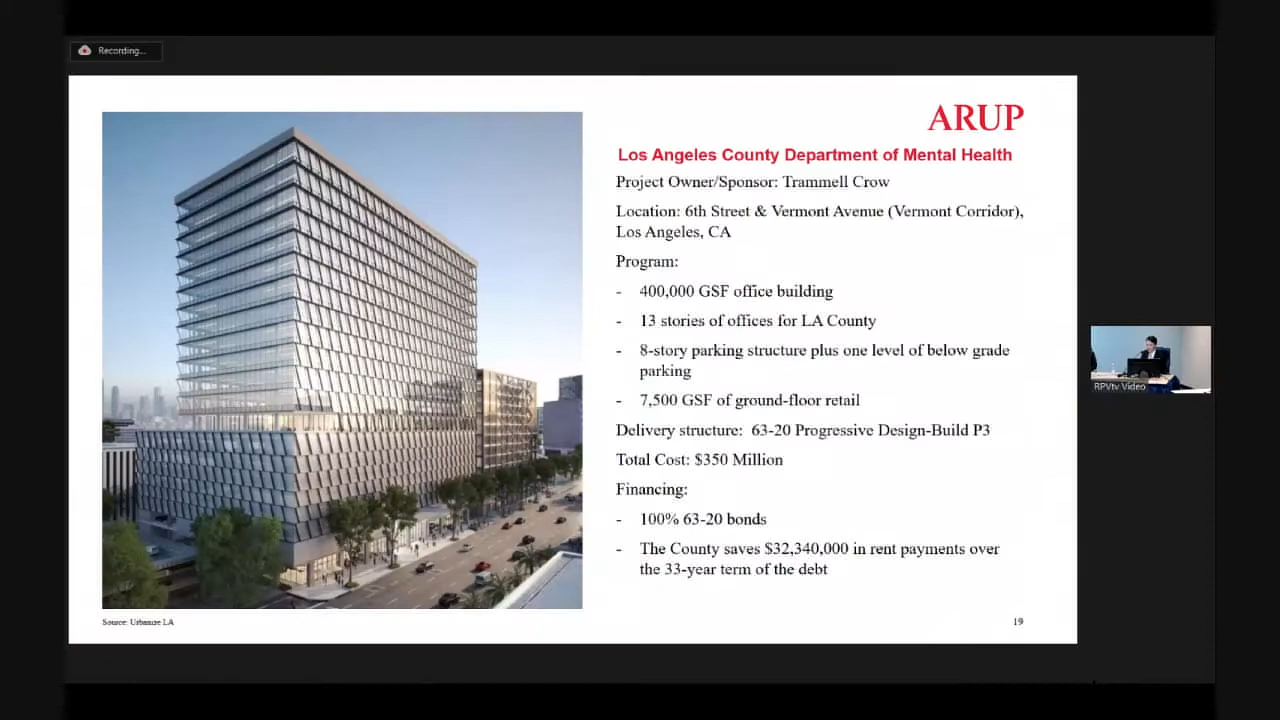 Recording...
ARUP
Los Angeles County Department of Mental Health
Project Owner/Sponsor: Trammell Crow
Location: 6th Street & Vermont Avenue (Vermont Corridor),
Los Angeles, CA
Program:
- 400,000 GSF office building
- 13 stories of offices for LA County
- 8-story parking structure plus one level of below grade
parking
- 7,500 GSF of ground-floor retail
Delivery structure: 63-20 Progressive Design-Build P3
Total Cost: $350 Million
Financing:
- 100% 63-20 bonds
- The County saves $32,340,000 in rent payments over
the 33-year term of the debt
Source: Urbanize LA
19
RPVtv Video